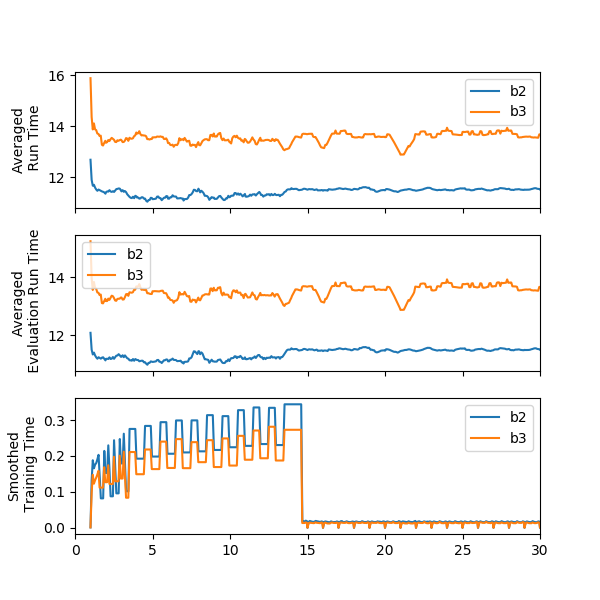 Averaged
Run Time
16
14
12
b2
b3
Averaged
Evaluation Run Time
14
12
b2
b3
Smoothed
Training Time
0.3
0.2
0.1
0.0
b2
b3
0
5
10
15
20
25
30